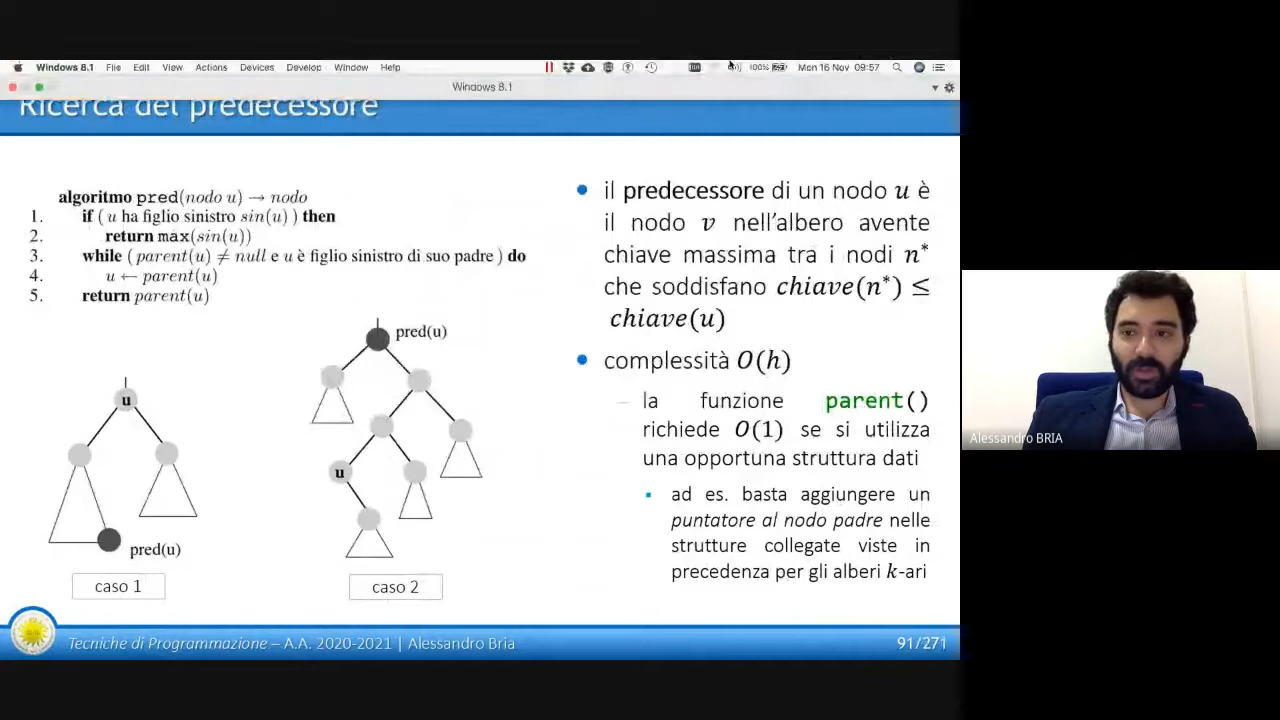 Windows 8.1 File Edit View Actions Devices Develop Window Help 100% Mon 16 Nov 09:57
Windows 8.1
Ricerca del predecessore
algoritmo pred(nodo u) → nodo
1. if ( u ha figlio sinistro sin(u) ) then
2. return max(sin(u))
3. while ( parent(u) ≠ null e u è figlio sinistro di suo padre ) do
4. u ← parent(u)
5. return parent(u)
u
pred(u)
caso 1
pred(u)
u
caso 2
• il predecessore di un nodo u è
il nodo v nell'albero avente
chiave massima tra i nodi n*
che soddisfano chiave(n*) ≤
chiave(u)
• complessità O(h)
– la funzione parent()
richiede O(1) se si utilizza
una opportuna struttura dati
▪ ad es. basta aggiungere un
puntatore al nodo padre nelle
strutture collegate viste in
precedenza per gli alberi k-ari
Alessandro BRIA
Tecniche di Programmazione – A.A. 2020-2021 | Alessandro Bria
91/271